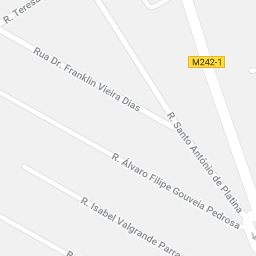 R. Teresa
Rua Dr. Franklin Vieira Dias
M242-1
R. Santo António de Platina
R. Álvaro Filipe Gouveia Pedrosa
R. Isabel Valgrande Parra